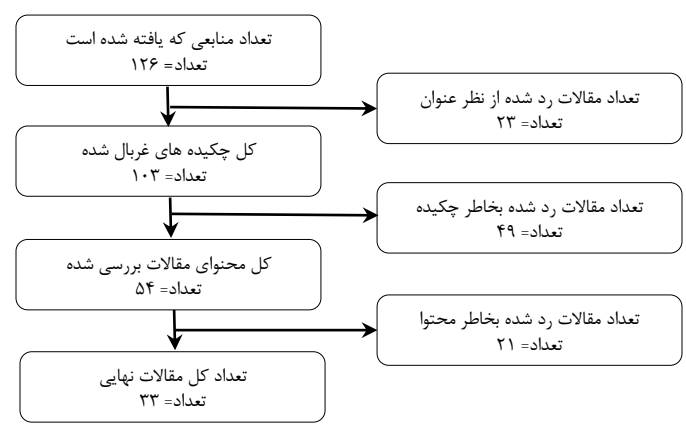 تعداد منابعی که یافته شده است
تعداد= ۱۲۶
تعداد مقالات رد شده از نظر عنوان
تعداد= ۲۳
کل چکیده های غربال شده
تعداد= ۱۰۳
تعداد مقالات رد شده بخاطر چکیده
تعداد= ۴۹
کل محتوای مقالات بررسی شده
تعداد= ۵۴
تعداد مقالات رد شده بخاطر محتوا
تعداد= ۲۱
تعداد کل مقالات نهایی
تعداد= ۳۳